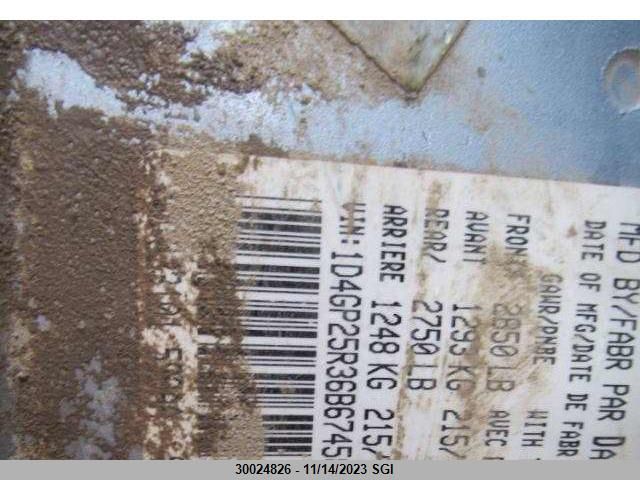 MFD BY/FABR PAR DA
DATE OF MFG/DATE DE FABR
GAWR/PNBE WITH
FRONT 2850 LB AVEC
AVANT 1293 KG 215/
REAR/ 2750 LB
ARRIERE 1248 KG 215/
VIN: 1D4GP25R36B6745
30024826 - 11/14/2023 SGI